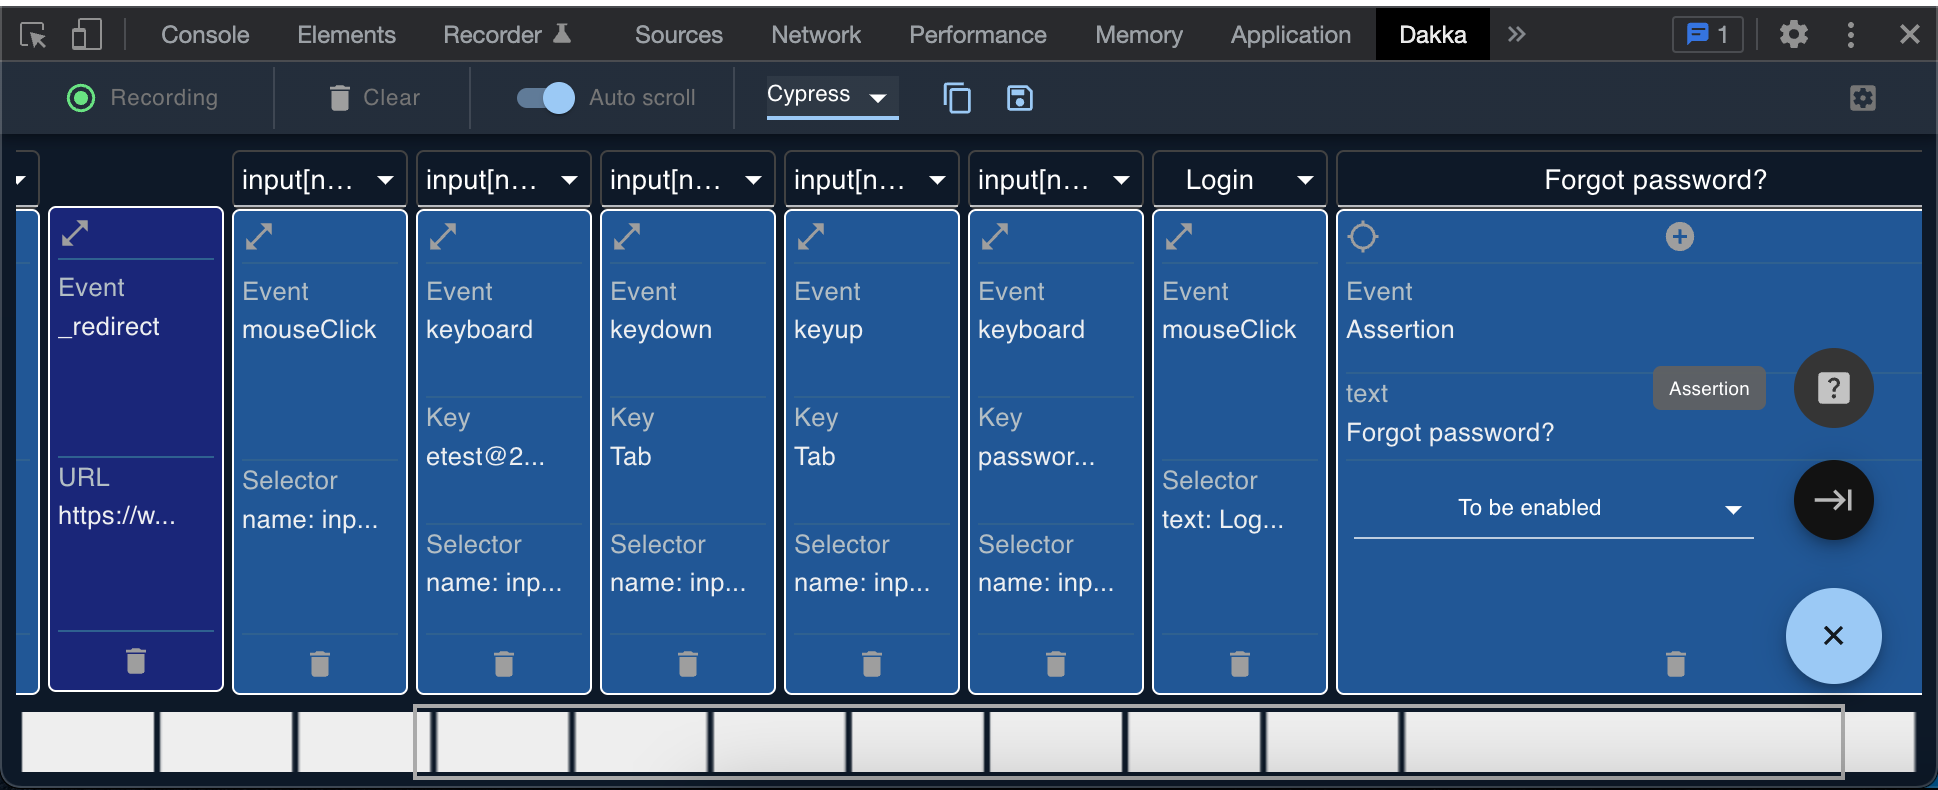 Console Elements Recorder Sources Network Performance Memory Application Dakka 1
Recording Clear Auto scroll Cypress
input[n... input[n... input[n... input[n... input[n... Login Forgot password?
Event
_redirect
URL
https://w...
Event
mouseClick
Selector
name: inp...
Event
keyboard
Key
etest@2...
Selector
name: inp...
Event
keydown
Key
Tab
Selector
name: inp...
Event
keyup
Key
Tab
Selector
name: inp...
Event
keyboard
Key
passwor...
Selector
name: inp...
Event
mouseClick
Selector
text: Log...
Event
Assertion
text
Forgot password?
To be enabled
Assertion